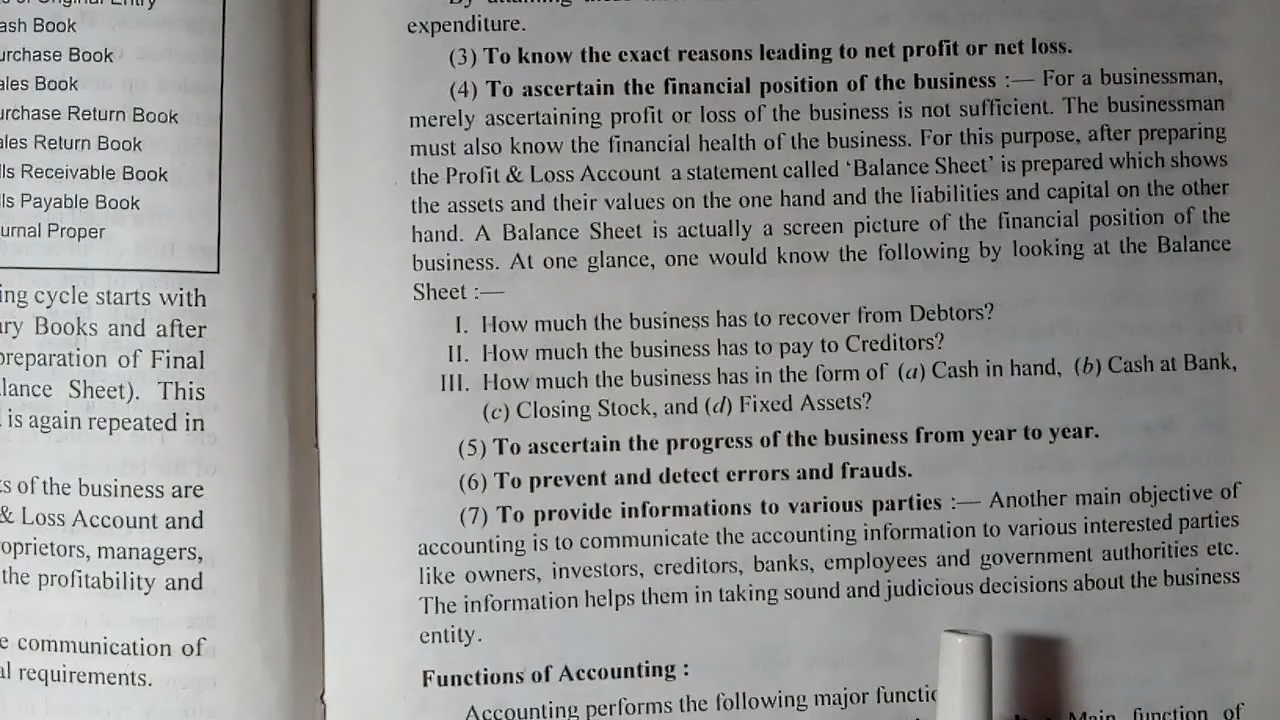 Cash Book
Purchase Book
Sales Book
Purchase Return Book
Sales Return Book
Receivable Book
Payable Book
Proper
cycle starts with
Books and after
preparation of Final
Sheet). This
is again repeated in
of the business are
& Loss Account and
managers,
the profitability and
communication of
requirements.
expenditure.
(3) To know the exact reasons leading to net profit or net loss.
(4) To ascertain the financial position of the business :— For a businessman,
merely ascertaining profit or loss of the business is not sufficient. The businessman
must also know the financial health of the business. For this purpose, after preparing
the Profit & Loss Account a statement called ‘Balance Sheet’ is prepared which shows
the assets and their values on the one hand and the liabilities and capital on the other
hand. A Balance Sheet is actually a screen picture of the financial position of the
business. At one glance, one would know the following by looking at the Balance
Sheet :—
I. How much the business has to recover from Debtors?
II. How much the business has to pay to Creditors?
III. How much the business has in the form of (a) Cash in hand, (b) Cash at Bank,
(c) Closing Stock, and (d) Fixed Assets?
(5) To ascertain the progress of the business from year to year.
(6) To prevent and detect errors and frauds.
(7) To provide informations to various parties :— Another main objective of
accounting is to communicate the accounting information to various interested parties
like owners, investors, creditors, banks, employees and government authorities etc.
The information helps them in taking sound and judicious decisions about the business
entity.
Functions of Accounting :
Accounting performs the following major
Main function of